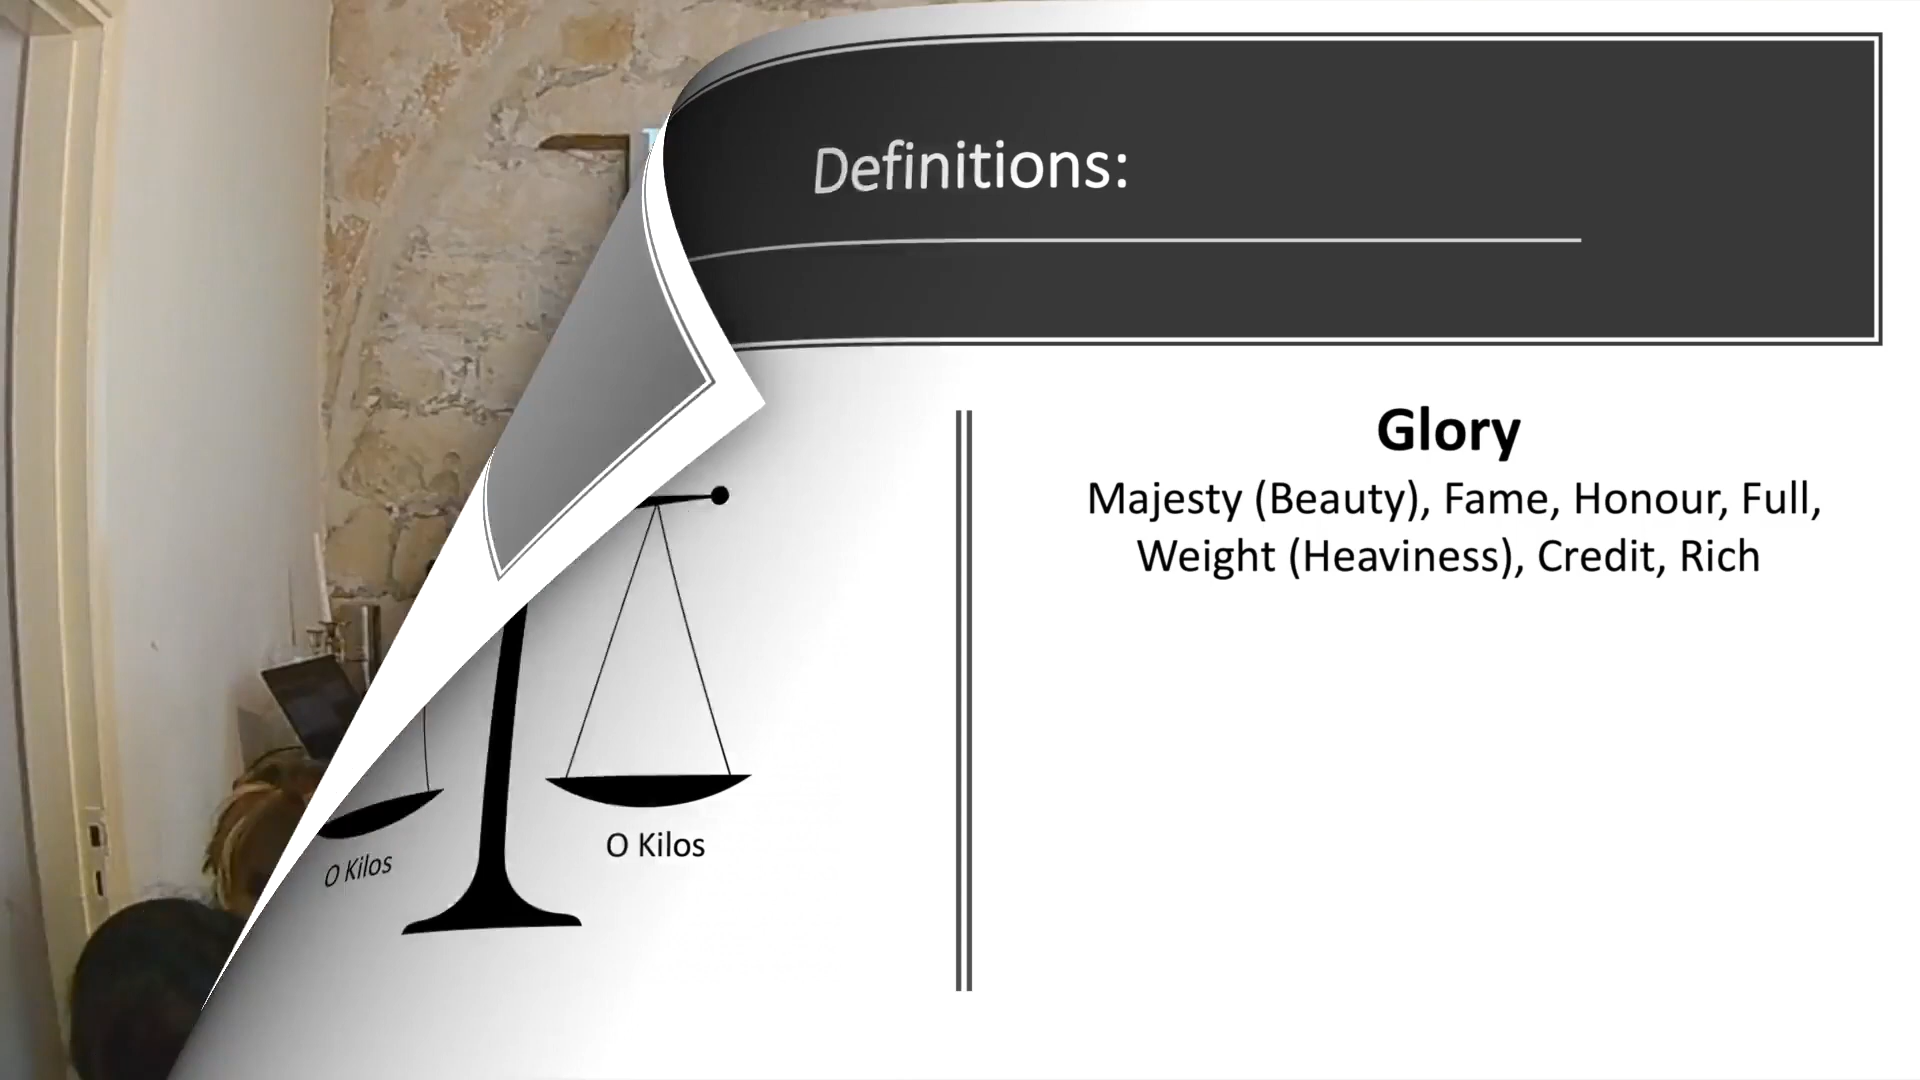 Definitions:
Glory
Majesty (Beauty), Fame, Honour, Full,
Weight (Heaviness), Credit, Rich
O Kilos
O Kilos